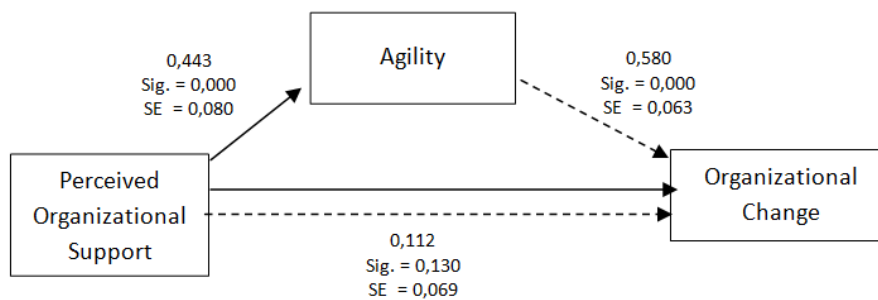 0,443
Sig. = 0,000
SE = 0,080
Agility
0,580
Sig. = 0,000
SE = 0,063
Perceived
Organizational
Support
Organizational
Change
0,112
Sig. = 0,130
SE = 0,069